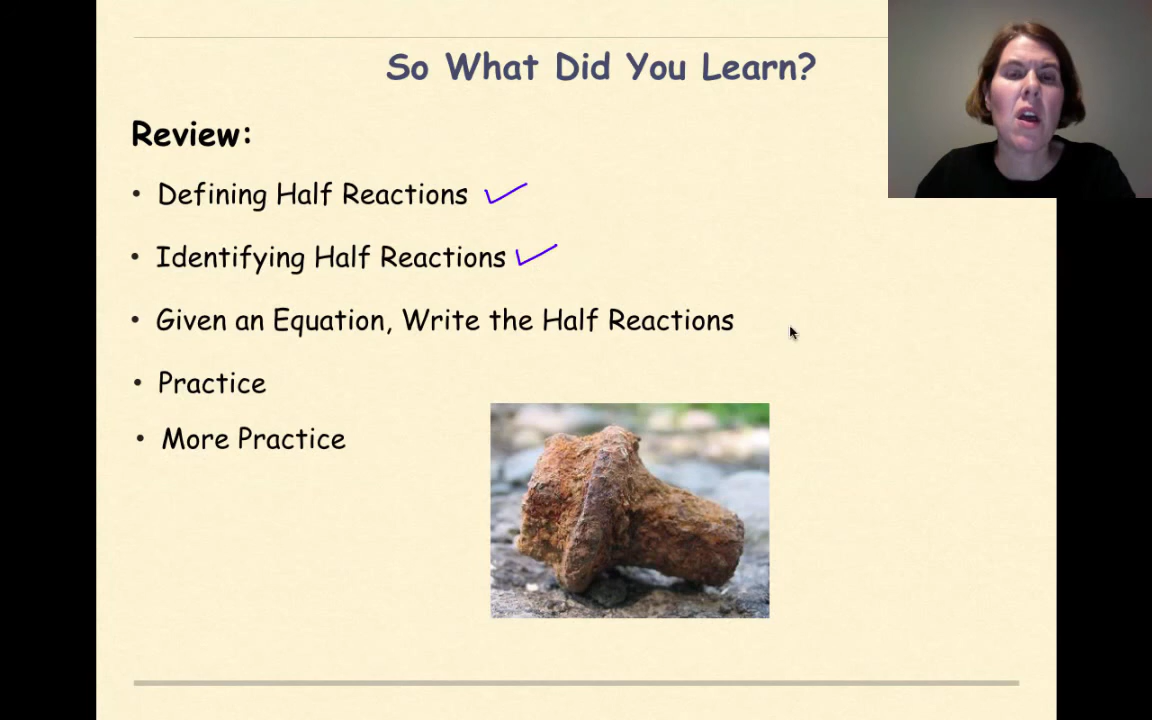 So What Did You Learn?
Review:
• Defining Half Reactions ✓
• Identifying Half Reactions ✓
• Given an Equation, Write the Half Reactions
• Practice
• More Practice